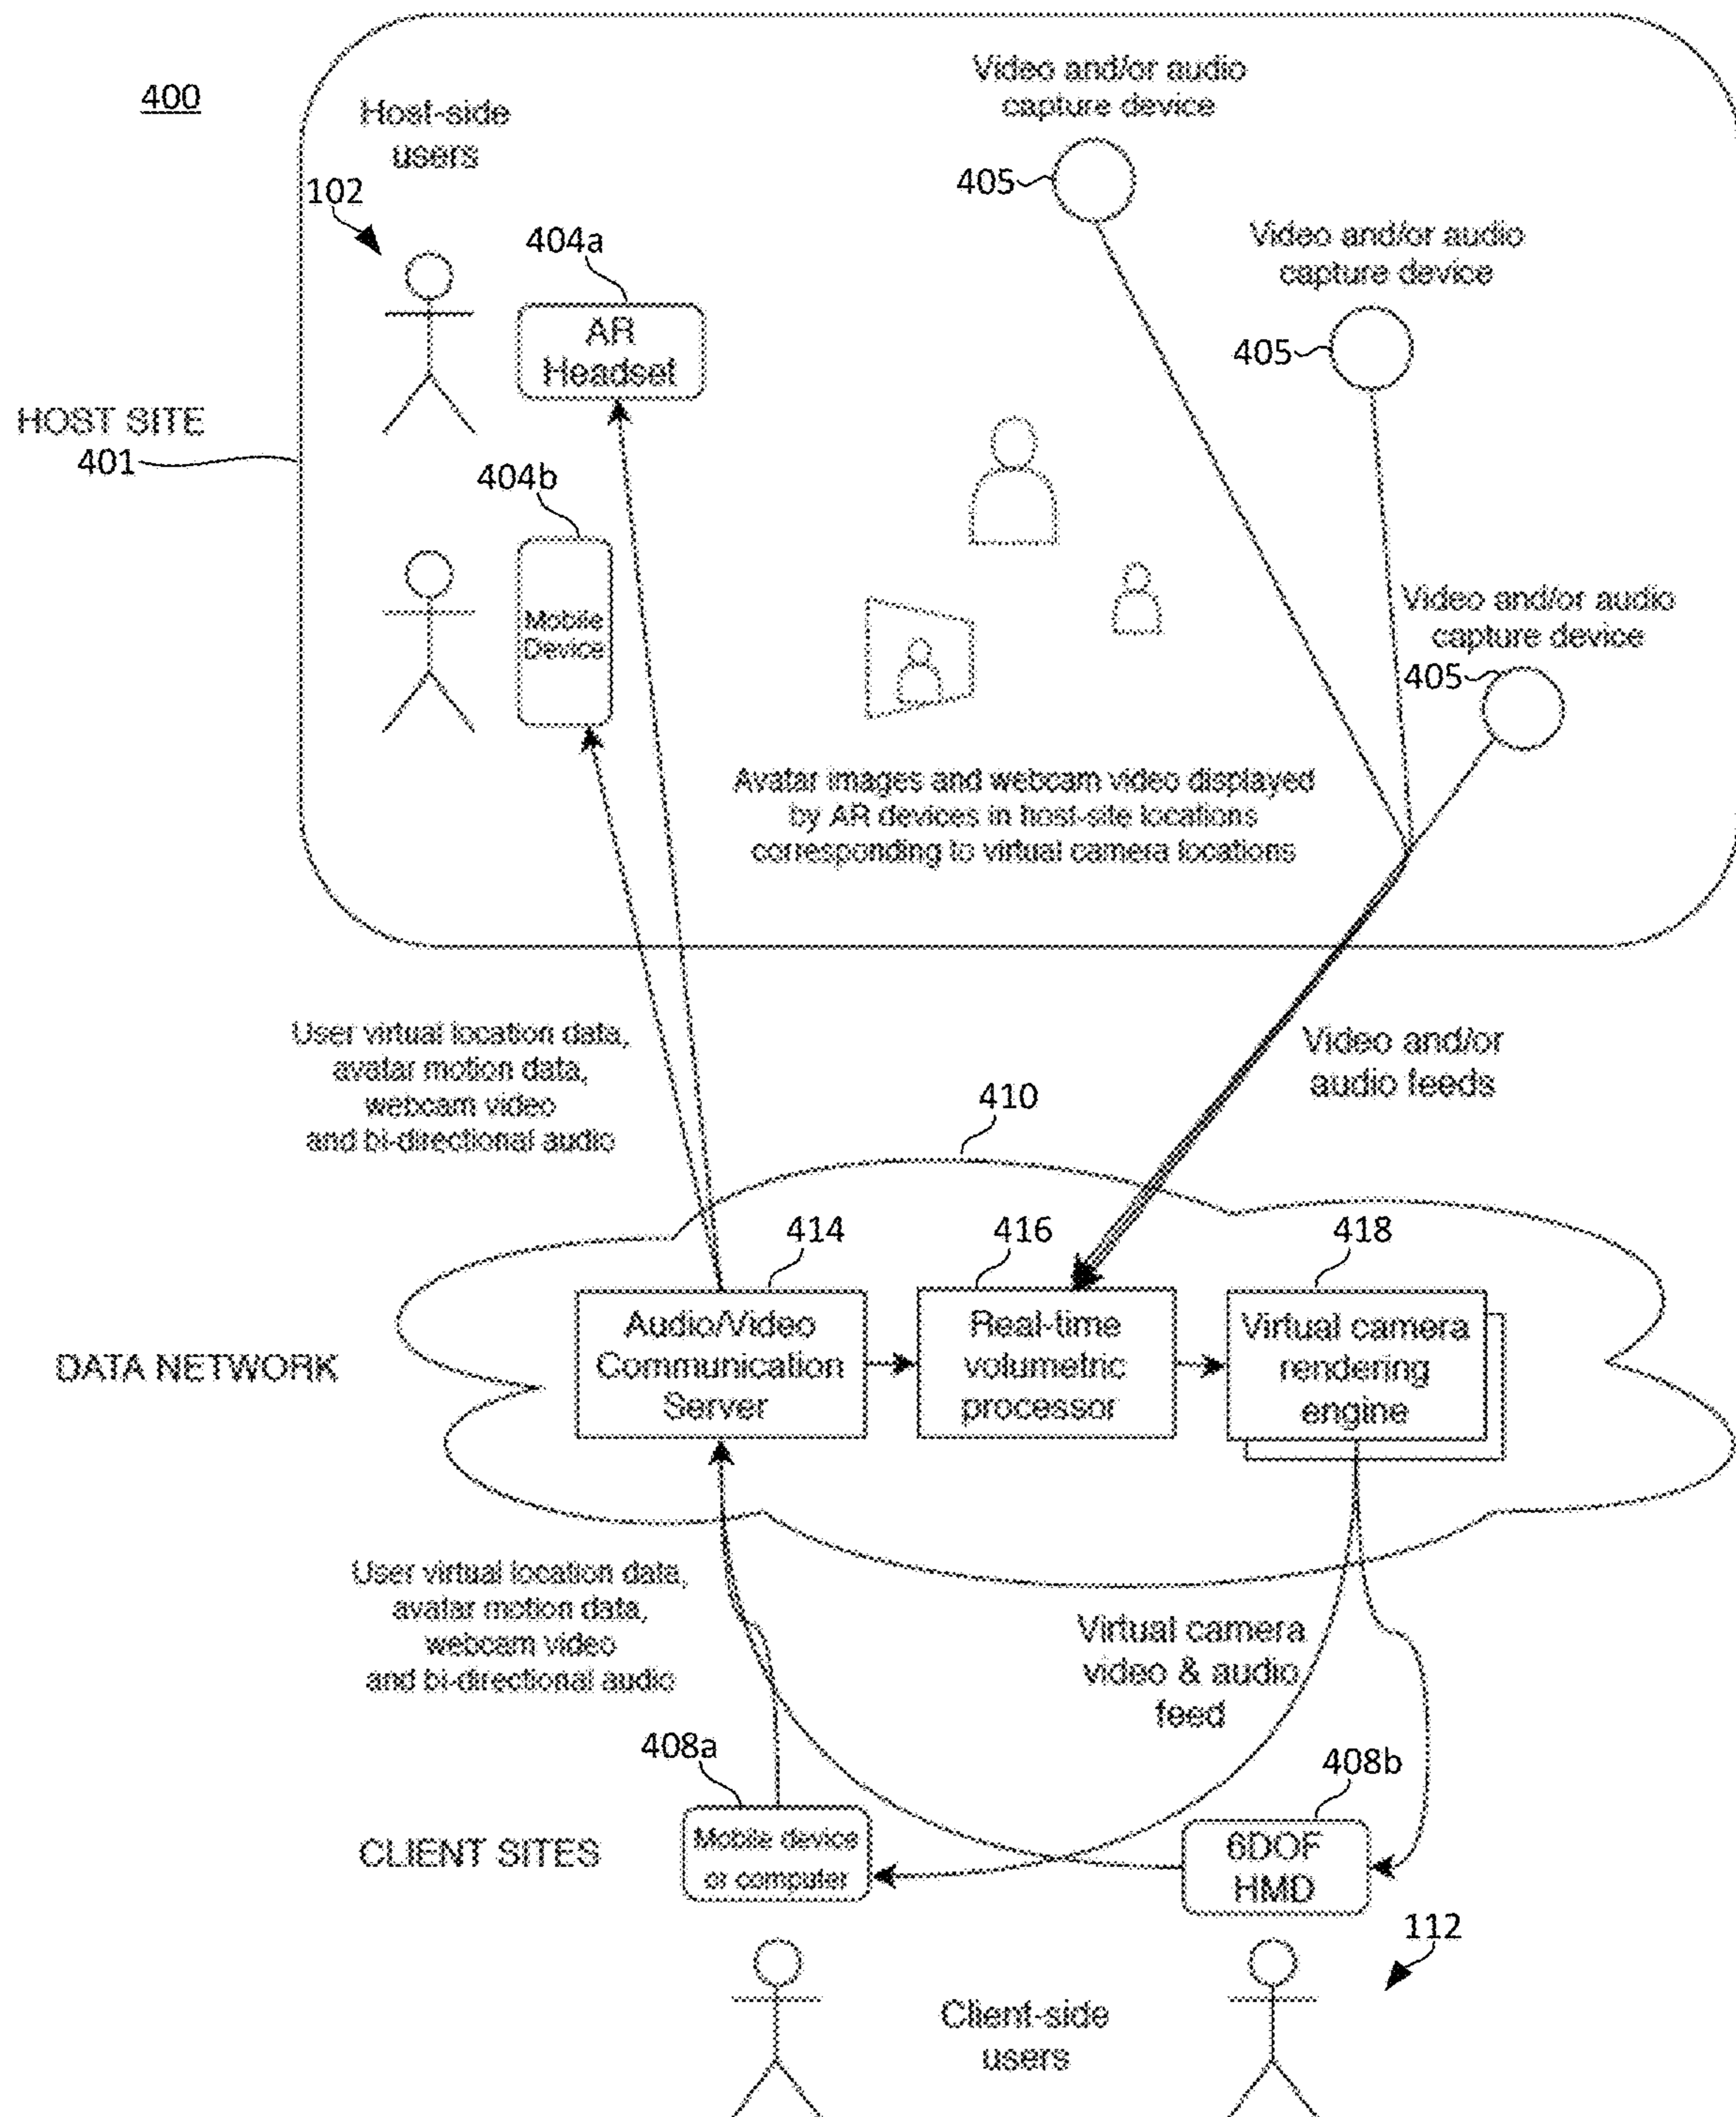 400
Host-side
users
102
404a
AR
Headset
HOST SITE
401
404b
Mobile
Device
Video and/or audio
capture device
405
Video and/or audio
capture device
405
Video and/or audio
capture device
405
Avatar images and webcam video displayed
by AR devices in host-site locations
corresponding to virtual camera locations
User virtual location data,
avatar motion data,
webcam video
and bi-directional audio
Video and/or
audio feeds
410
414
416
418
DATA NETWORK
Audio/Video
Communication
Server
Real-time
volumetric
processor
Virtual camera
rendering
engine
User virtual location data,
avatar motion data,
webcam video
and bi-directional audio
Virtual camera
video & audio
feed
408a
408b
CLIENT SITES
Mobile device
or computer
6DOF
HMD
112
Client-side
users